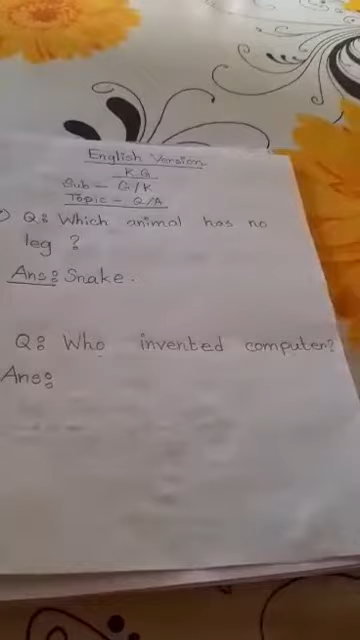 English Version
K.G
Sub - G/K
Topic - Q/A
Q: Which animal has no
leg ?
Ans: Snake.
Q: Who invented computer?
Ans: